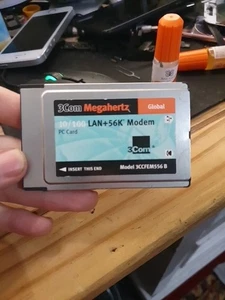 3Com Megahertz
Global
10/100 LAN+56K Modem
PC Card
3Com
INSERT THIS END
Model 3CCFEM556 B